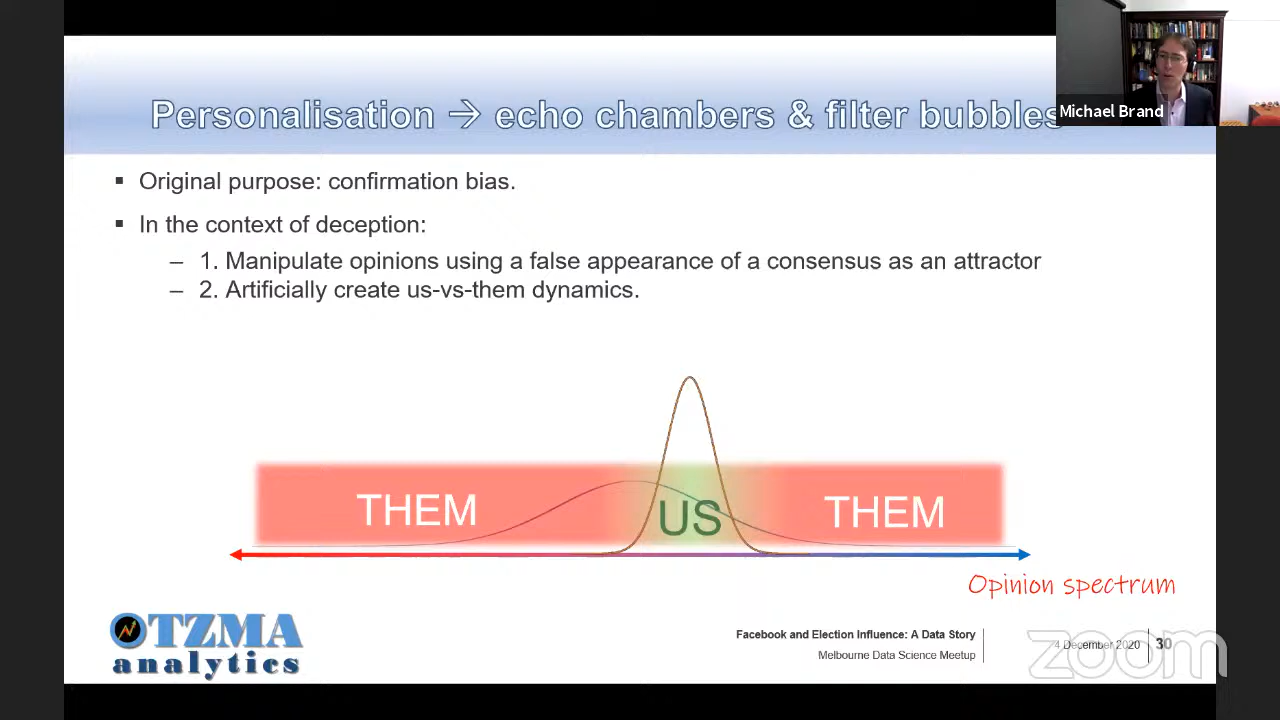 Personalisation → echo chambers & filter bubbles
Michael Brand
▪ Original purpose: confirmation bias.
▪ In the context of deception:
– 1. Manipulate opinions using a false appearance of a consensus as an attractor
– 2. Artificially create us-vs-them dynamics.
THEM
US
THEM
Opinion spectrum
OTZMA
analytics
Facebook and Election Influence: A Data Story
Melbourne Data Science Meetup
4 December 2020
30
zoom